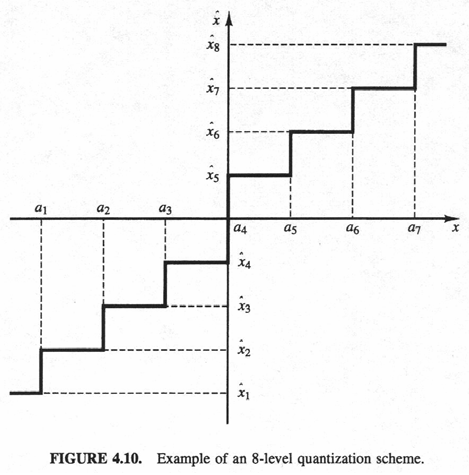 x̂
x̂₈
x̂₇
x̂₆
x̂₅
a₁ a₂ a₃
a₄ a₅ a₆ a₇ x
x̂₄
x̂₃
x̂₂
x̂₁
FIGURE 4.10. Example of an 8-level quantization scheme.